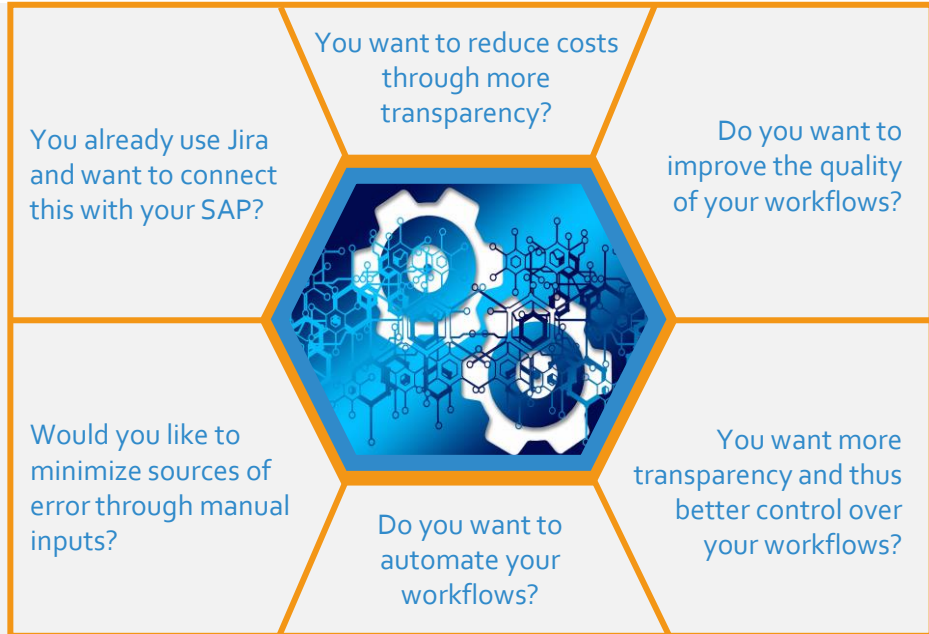 You want to reduce costs
through more
transparency?
You already use Jira
and want to connect
this with your SAP?
Do you want to
improve the quality
of your workflows?
Would you like to
minimize sources of
error through manual
inputs?
Do you want to
automate your
workflows?
You want more
transparency and thus
better control over
your workflows?